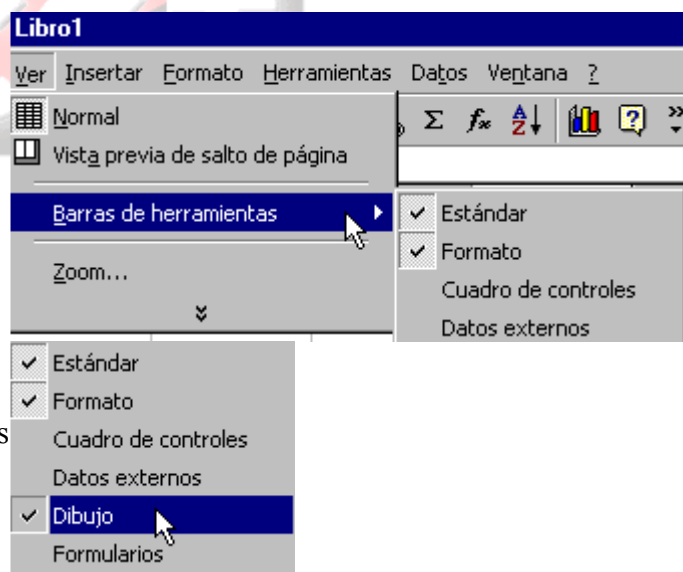 Libro1
Ver Insertar Formato Herramientas Datos Ventana ?
Normal
Vista previa de salto de página
Barras de herramientas
Zoom...
Estándar
Formato
Cuadro de controles
Datos externos
Estándar
Formato
s
Cuadro de controles
Datos externos
Dibujo
Formularios